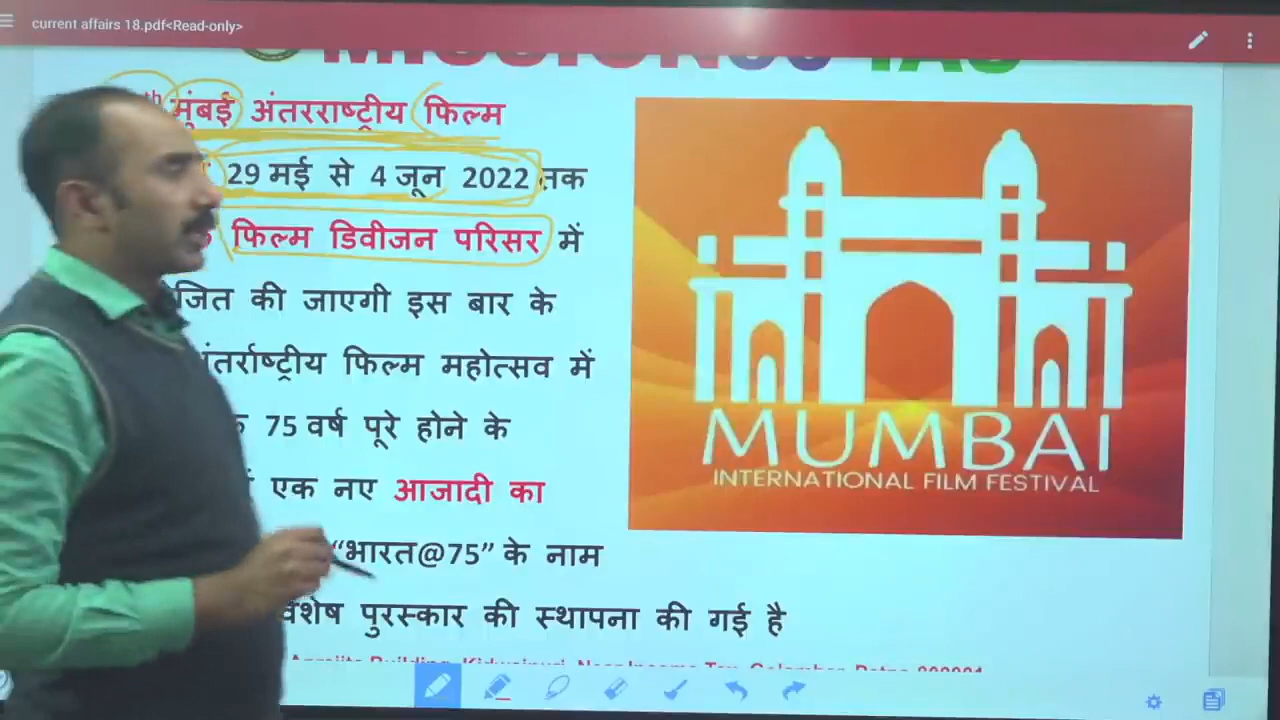 current affairs 18.pdf<Read-only>
th मुंबई अंतरराष्ट्रीय फिल्म
29 मई से 4 जून 2022 तक
फिल्म डिवीजन परिसर में
जित की जाएगी इस बार के
अंतर्राष्ट्रीय फिल्म महोत्सव में
के 75 वर्ष पूरे होने के
एक नए आजादी का
“भारत@75” के नाम
विशेष पुरस्कार की स्थापना की गई है
MUMBAI
INTERNATIONAL FILM FESTIVAL